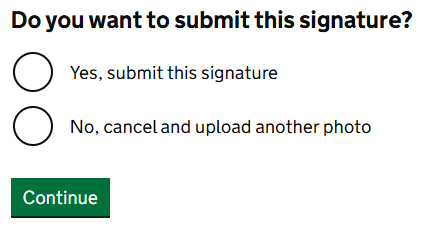 Do you want to submit this signature?
Yes, submit this signature
No, cancel and upload another photo
Continue